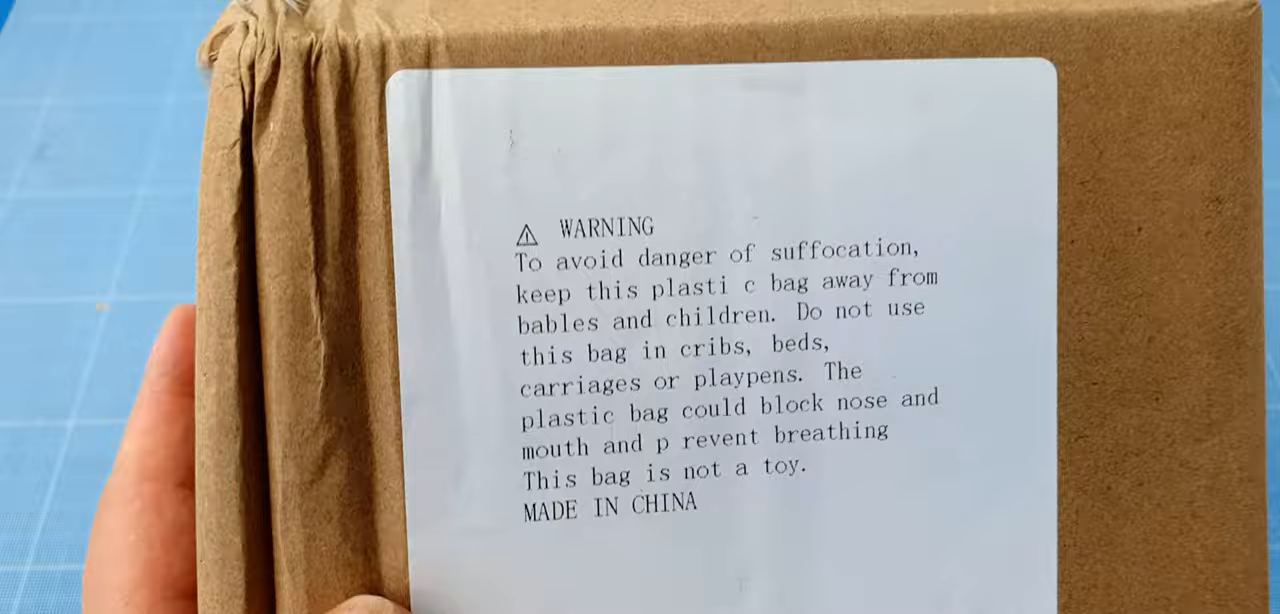 ⚠ WARNING
To avoid danger of suffocation,
keep this plasti c bag away from
bables and children. Do not use
this bag in cribs, beds,
carriages or playpens. The
plastic bag could block nose and
mouth and p revent breathing
This bag is not a toy.
MADE IN CHINA